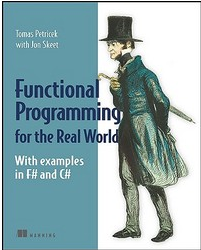 Tomas Petricek
with Jon Skeet
Functional
Programming
for the Real World
With examples
in F# and C#
MANNING